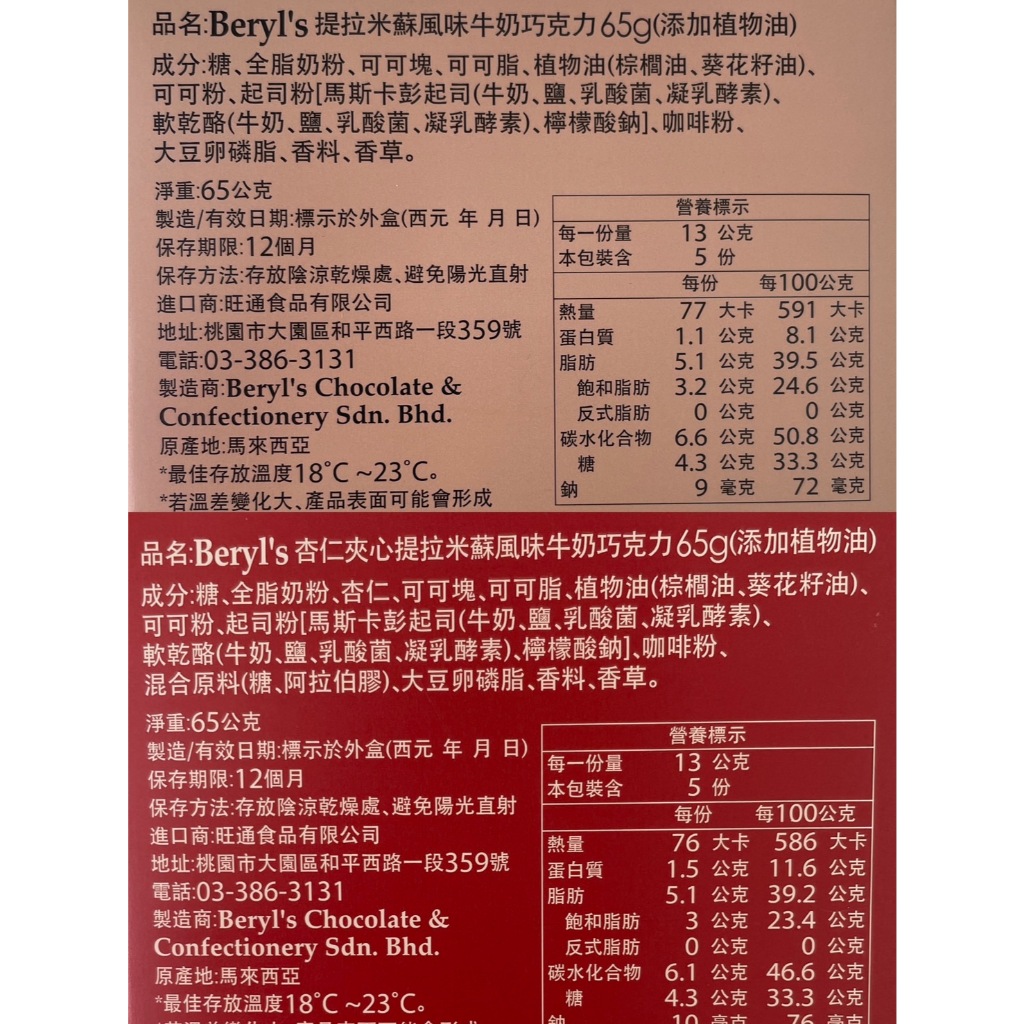 品名:Beryl's 提拉米蘇風味牛奶巧克力65g(添加植物油)
成分:糖、全脂奶粉、可可塊、可可脂、植物油(棕櫚油、葵花籽油)、
可可粉、起司粉[馬斯卡彭起司(牛奶、鹽、乳酸菌、凝乳酵素)、
軟乾酪(牛奶、鹽、乳酸菌、凝乳酵素)、檸檬酸鈉]、咖啡粉、
大豆卵磷脂、香料、香草。
淨重:65公克
製造/有效日期:標示於外盒(西元 年 月 日)
保存期限:12個月
保存方法:存放陰涼乾燥處、避免陽光直射
進口商:旺通食品有限公司
地址:桃園市大園區和平西路一段359號
電話:03-386-3131
製造商:Beryl's Chocolate &
Confectionery Sdn. Bhd.
原產地:馬來西亞
*最佳存放溫度18°C ~23°C。
*若溫差變化大、產品表面可能會形成
營養標示
每一份量 13 公克
本包裝含 5 份
每份 每100公克
熱量 77 大卡 591 大卡
蛋白質 1.1 公克 8.1 公克
脂肪 5.1 公克 39.5 公克
飽和脂肪 3.2 公克 24.6 公克
反式脂肪 0 公克 0 公克
碳水化合物 6.6 公克 50.8 公克
糖 4.3 公克 33.3 公克
鈉 9 毫克 72 毫克
品名:Beryl's 杏仁夾心提拉米蘇風味牛奶巧克力65g(添加植物油)
成分:糖、全脂奶粉、杏仁、可可塊、可可脂、植物油(棕櫚油、葵花籽油)、
可可粉、起司粉[馬斯卡彭起司(牛奶、鹽、乳酸菌、凝乳酵素)、
軟乾酪(牛奶、鹽、乳酸菌、凝乳酵素)、檸檬酸鈉]、咖啡粉、
混合原料(糖、阿拉伯膠)、大豆卵磷脂、香料、香草。
淨重:65公克
製造/有效日期:標示於外盒(西元 年 月 日)
保存期限:12個月
保存方法:存放陰涼乾燥處、避免陽光直射
進口商:旺通食品有限公司
地址:桃園市大園區和平西路一段359號
電話:03-386-3131
製造商:Beryl's Chocolate &
Confectionery Sdn. Bhd.
原產地:馬來西亞
*最佳存放溫度18°C ~23°C。
營養標示
每一份量 13 公克
本包裝含 5 份
每份 每100公克
熱量 76 大卡 586 大卡
蛋白質 1.5 公克 11.6 公克
脂肪 5.1 公克 39.2 公克
飽和脂肪 3 公克 23.4 公克
反式脂肪 0 公克 0 公克
碳水化合物 6.1 公克 46.6 公克
糖 4.3 公克 33.3 公克
鈉 10 毫克 76 毫克